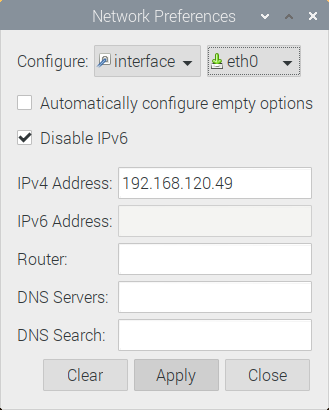 Network Preferences
Configure: interface eth0
Automatically configure empty options
Disable IPv6
IPv4 Address: 192.168.120.49
IPv6 Address:
Router:
DNS Servers:
DNS Search:
Clear Apply Close